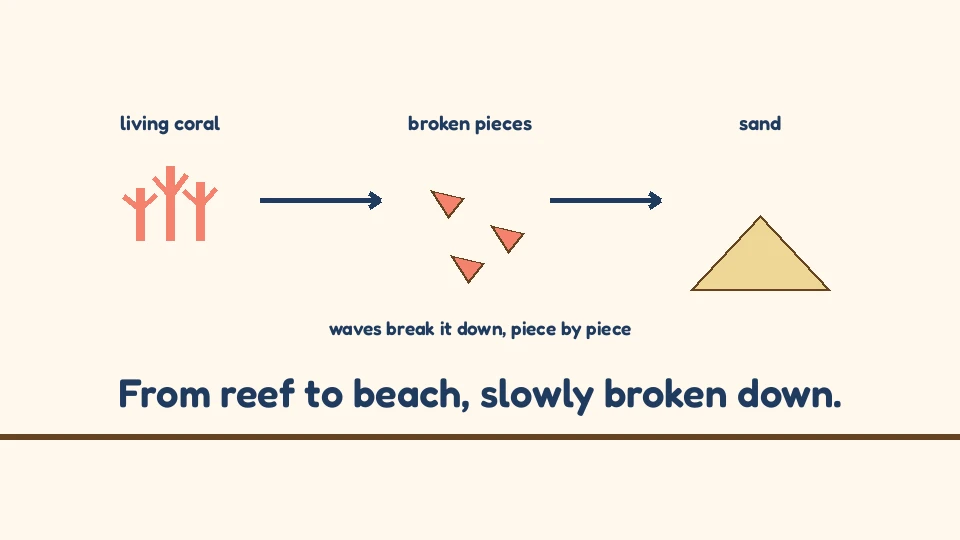 living coral
broken pieces
sand
waves break it down, piece by piece
From reef to beach, slowly broken down.